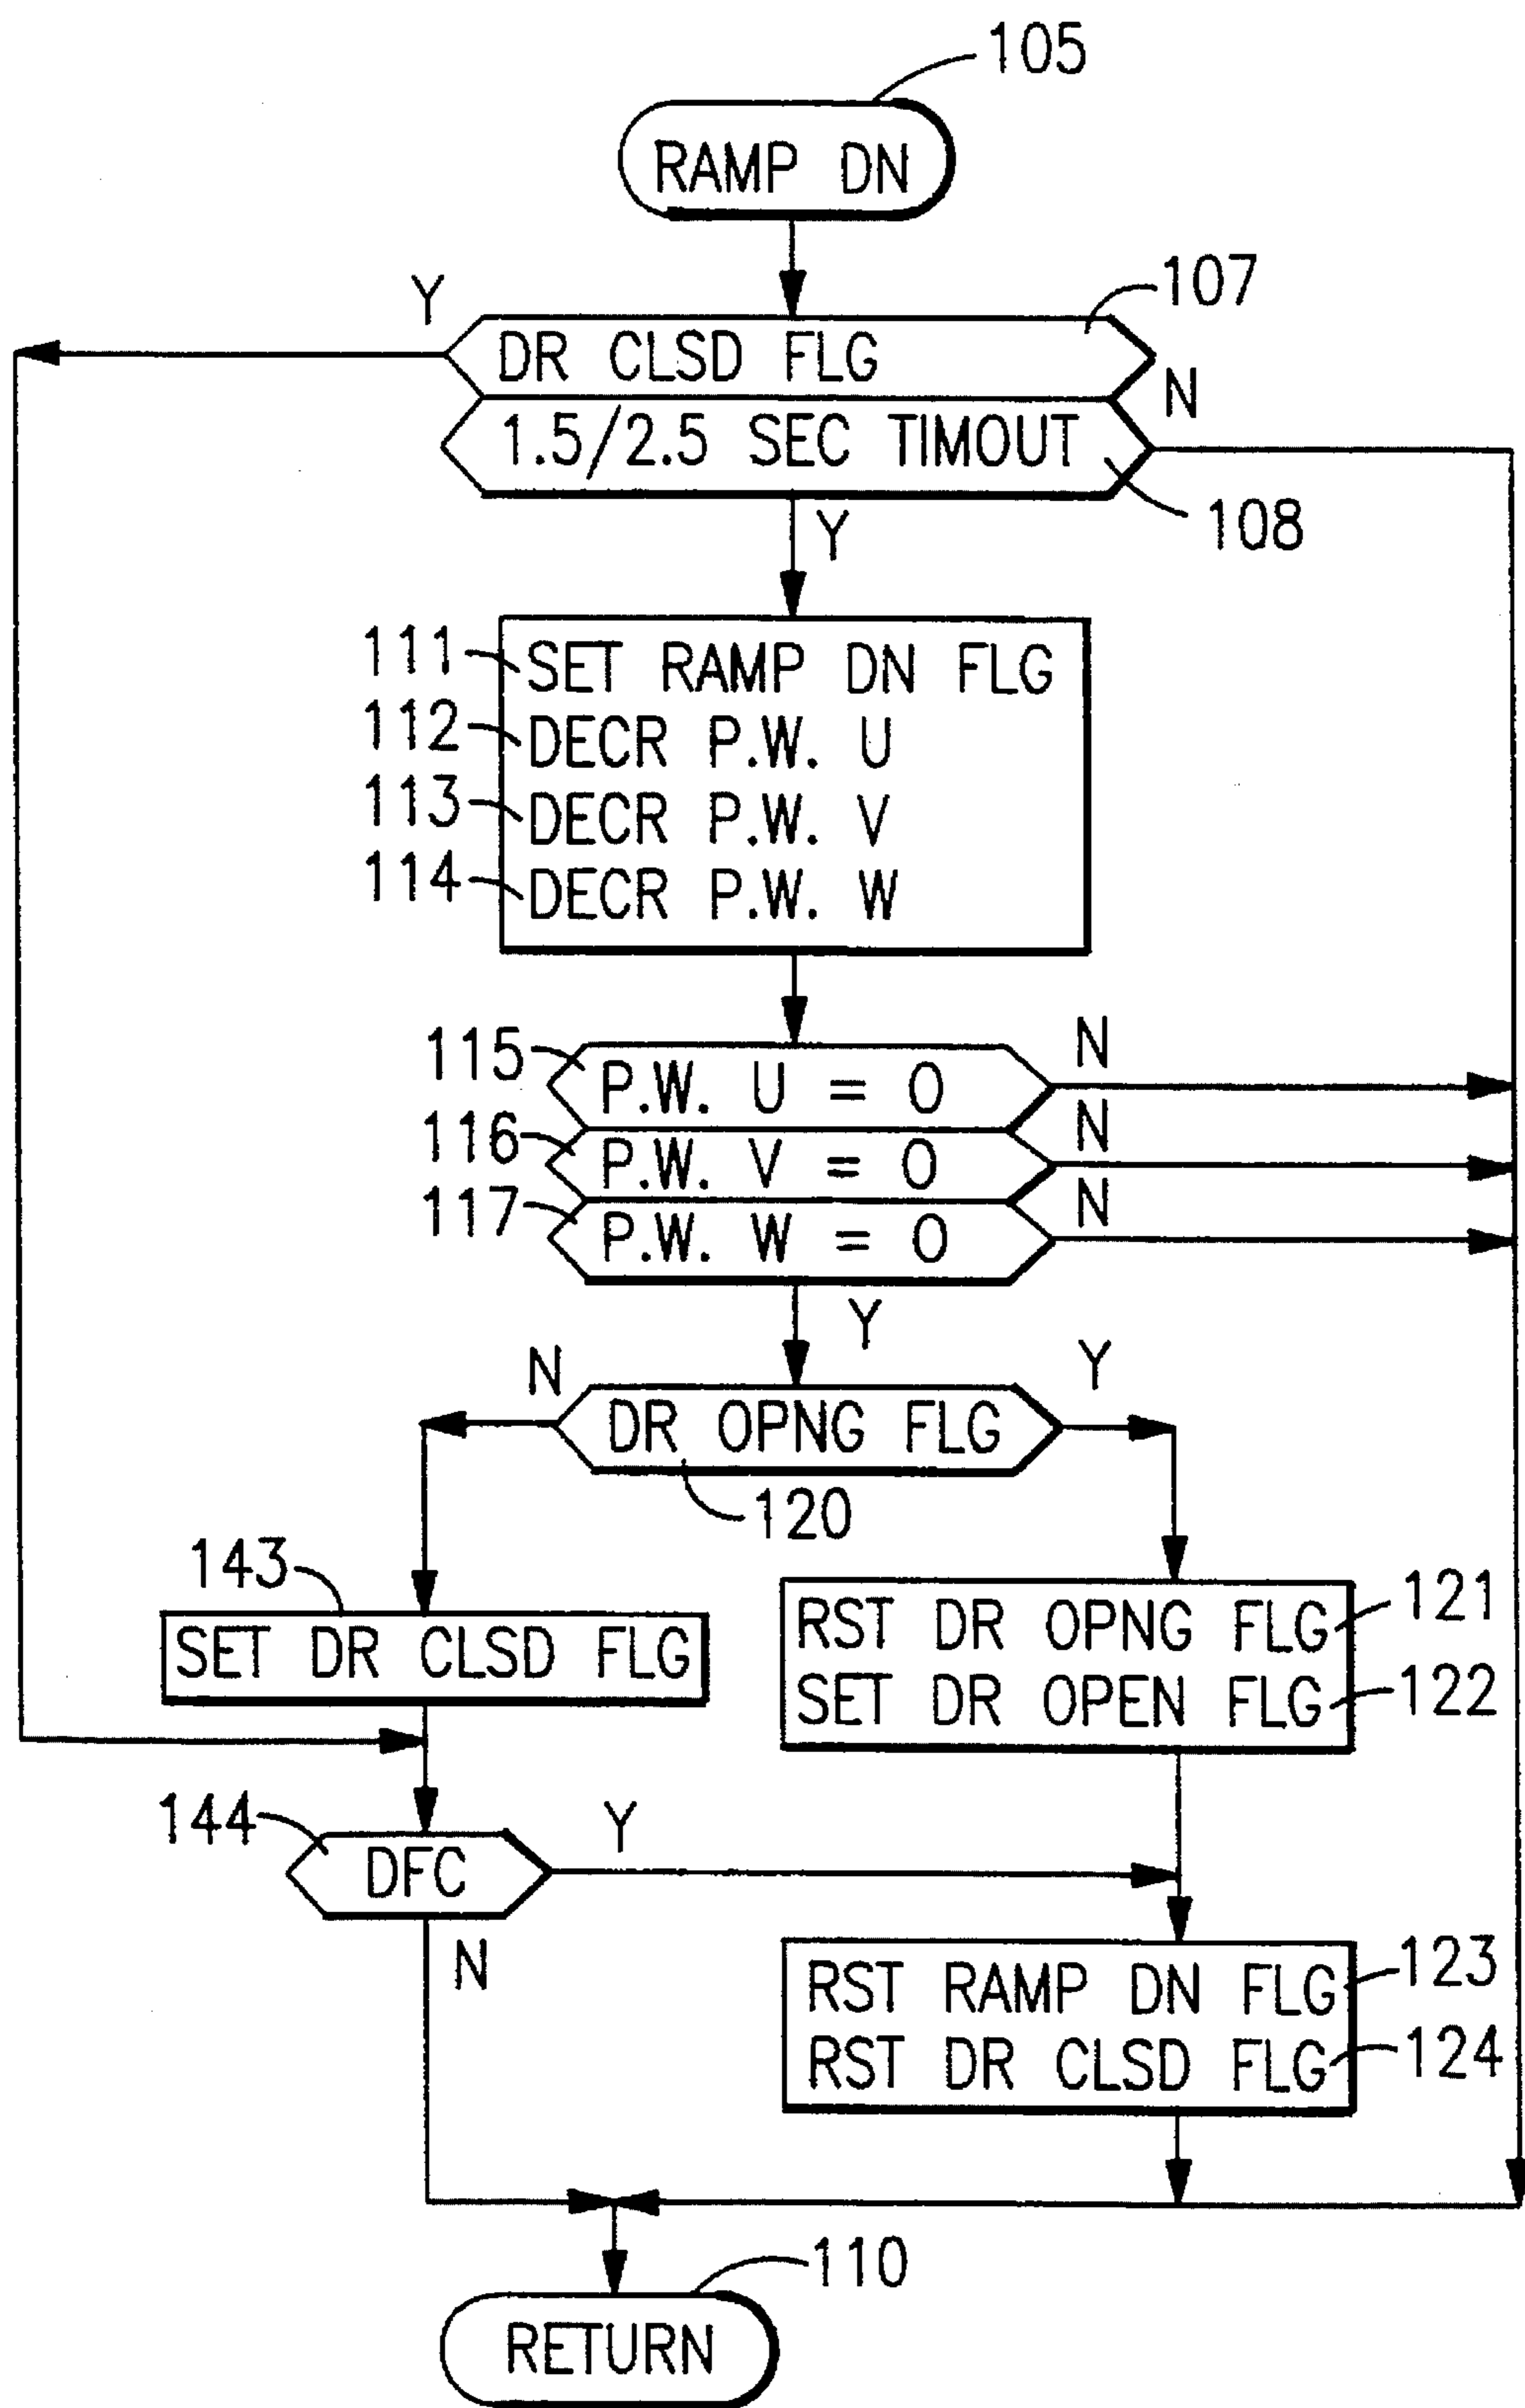 105
RAMP DN
Y
107
DR CLSD FLG
N
1.5/2.5 SEC TIMOUT
108
Y
111 SET RAMP DN FLG
112 DECR P.W. U
113 DECR P.W. V
114 DECR P.W. W
115 P.W. U = 0 N
116 P.W. V = 0 N
117 P.W. W = 0 N
Y
N
Y
DR OPNG FLG
120
143
SET DR CLSD FLG
RST DR OPNG FLG 121
SET DR OPEN FLG 122
144
DFC
Y
N
RST RAMP DN FLG 123
RST DR CLSD FLG 124
110
RETURN